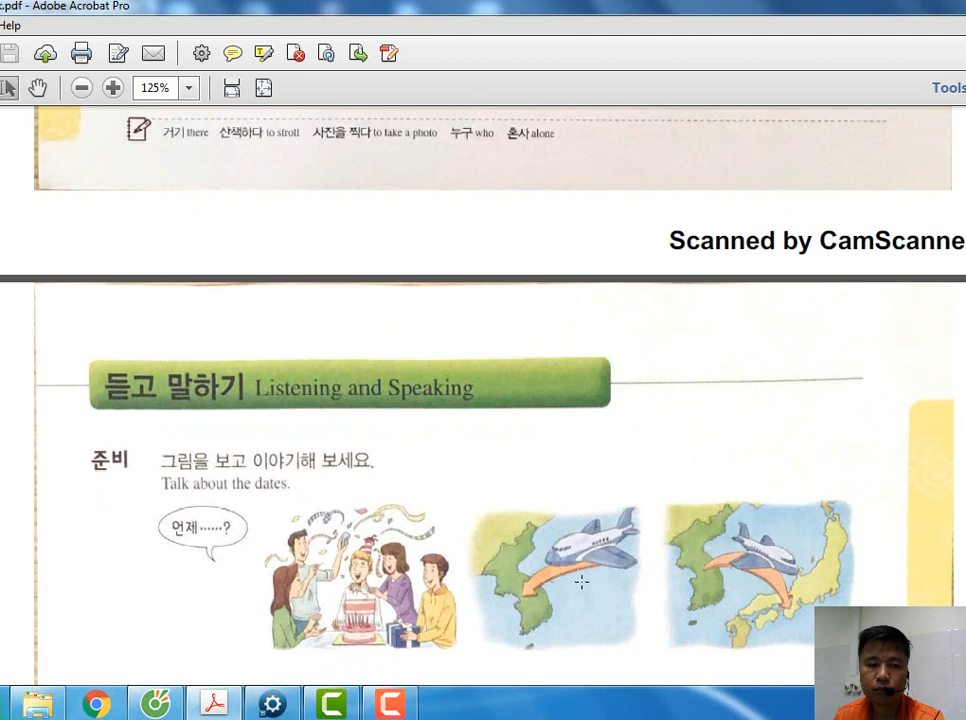 k.pdf - Adobe Acrobat Pro
Help
125%
Tools
거기 there 산책하다 to stroll 사진을 찍다 to take a photo 누구 who 혼사 alone
Scanned by CamScanne
듣고 말하기 Listening and Speaking
준비 그림을 보고 이야기해 보세요.
Talk about the dates.
언제……?